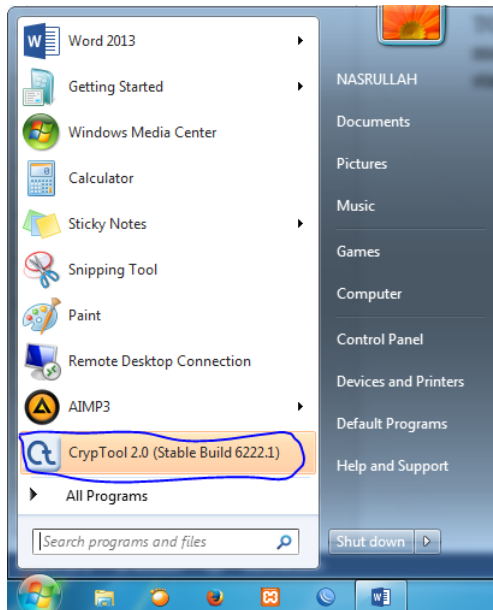 Word 2013
Getting Started
Windows Media Center
Calculator
Sticky Notes
Snipping Tool
Paint
Remote Desktop Connection
AIMP3
CrypTool 2.0 (Stable Build 6222.1)
All Programs
Search programs and files
NASRULLAH
Documents
Pictures
Music
Games
Computer
Control Panel
Devices and Printers
Default Programs
Help and Support
Shut down